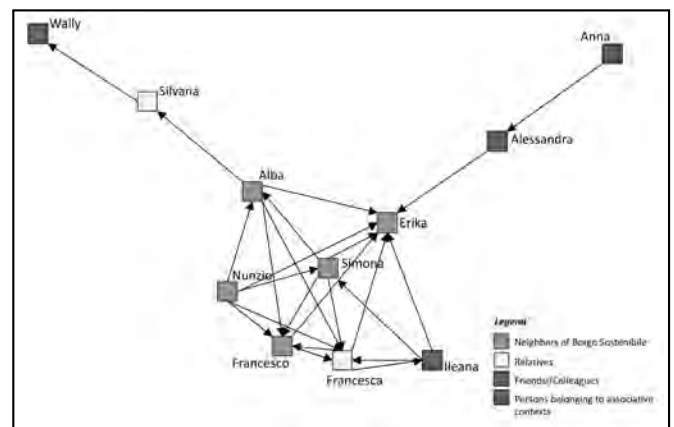 Wally
Anna
Silvana
Alessandra
Alba
Erika
Simona
Nunzio
Francesco
Francesca
Ileana
Legend
Neighbors of Borgo Sostenibile
Relatives
Friends/Colleagues
Persons belonging to associative
contexts